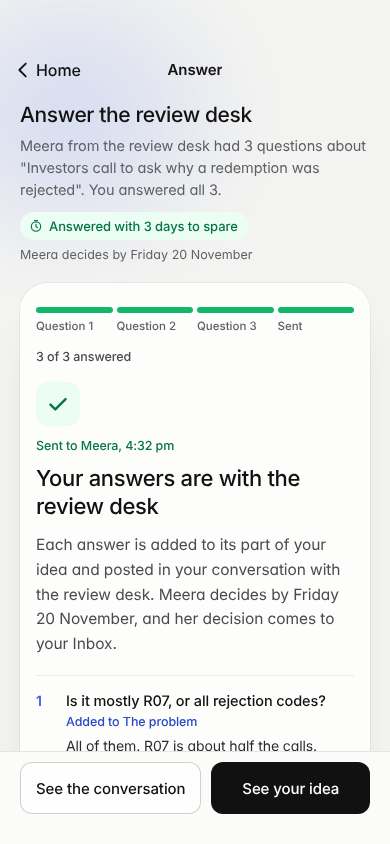 Home
Answer
Answer the review desk
Meera from the review desk had 3 questions about
"Investors call to ask why a redemption was
rejected". You answered all 3.
Answered with 3 days to spare
Meera decides by Friday 20 November
Question 1
Question 2
Question 3
Sent
3 of 3 answered
Sent to Meera, 4:32 pm
Your answers are with the
review desk
Each answer is added to its part of your
idea and posted in your conversation with
the review desk. Meera decides by Friday
20 November, and her decision comes to
your Inbox.
1
Is it mostly R07, or all rejection codes?
Added to The problem
All of them. R07 is about half the calls.
See the conversation
See your idea